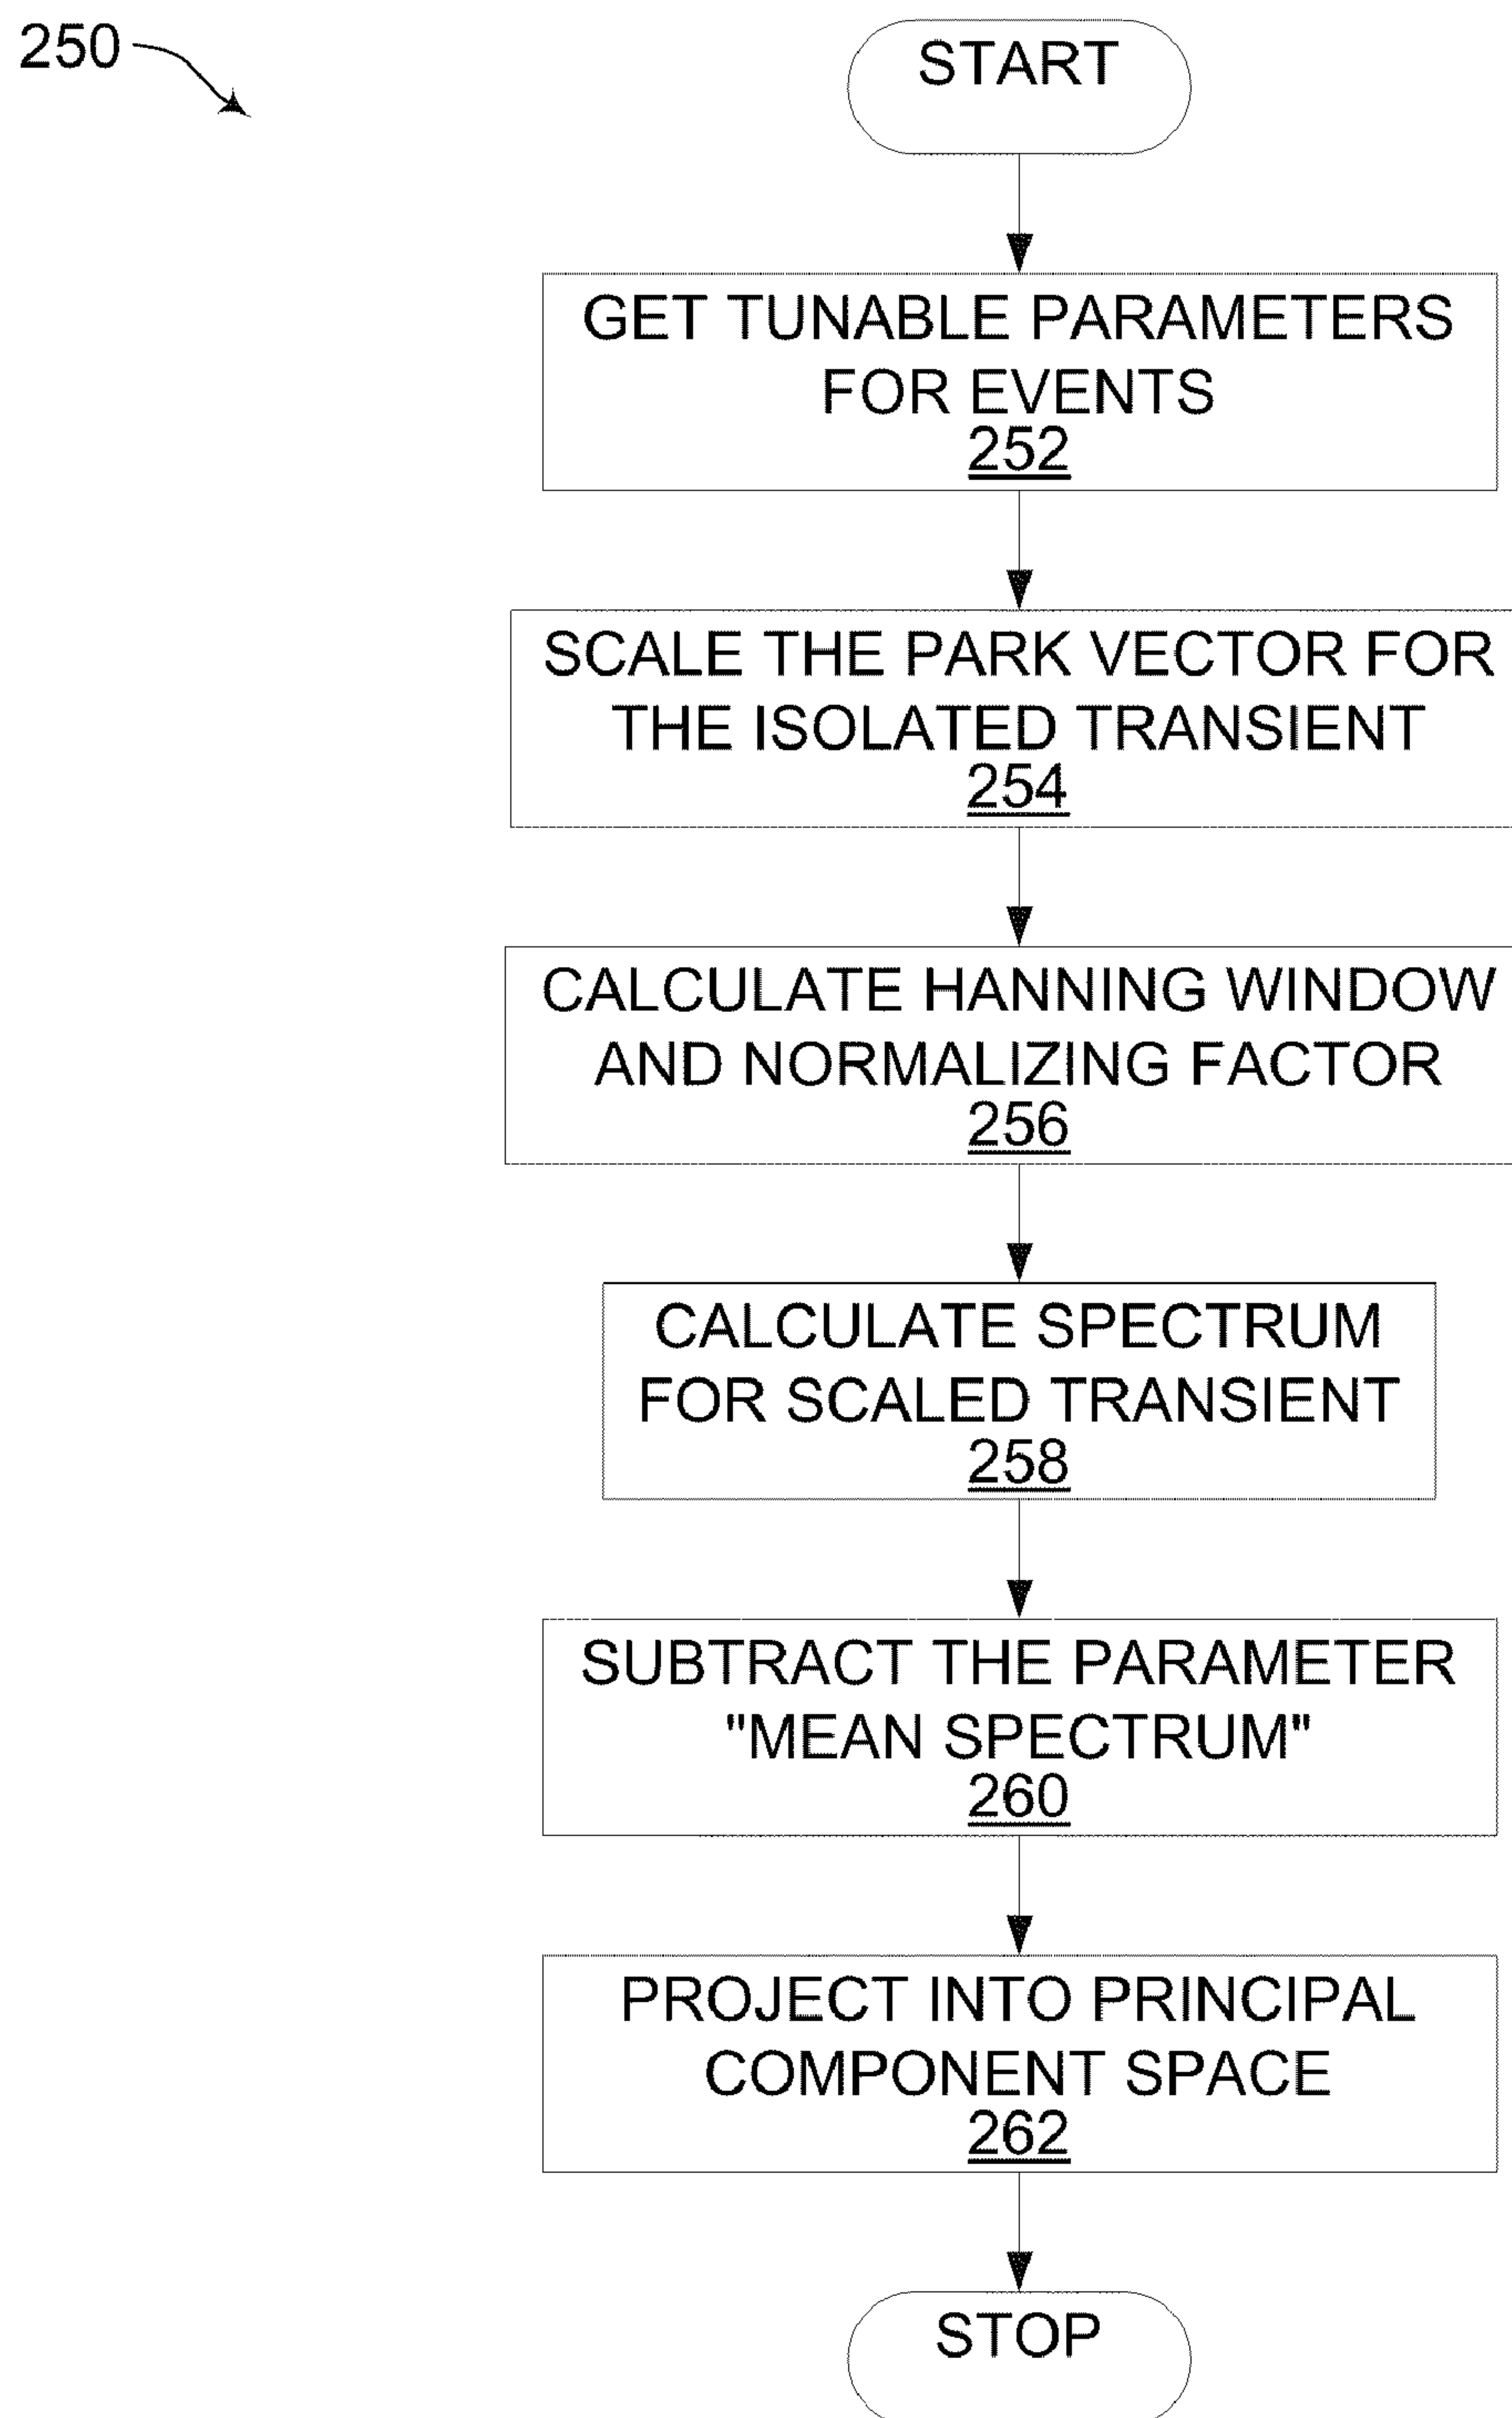 250
START
GET TUNABLE PARAMETERS
FOR EVENTS
252
SCALE THE PARK VECTOR FOR
THE ISOLATED TRANSIENT
254
CALCULATE HANNING WINDOW
AND NORMALIZING FACTOR
256
CALCULATE SPECTRUM
FOR SCALED TRANSIENT
258
SUBTRACT THE PARAMETER
"MEAN SPECTRUM"
260
PROJECT INTO PRINCIPAL
COMPONENT SPACE
262
STOP